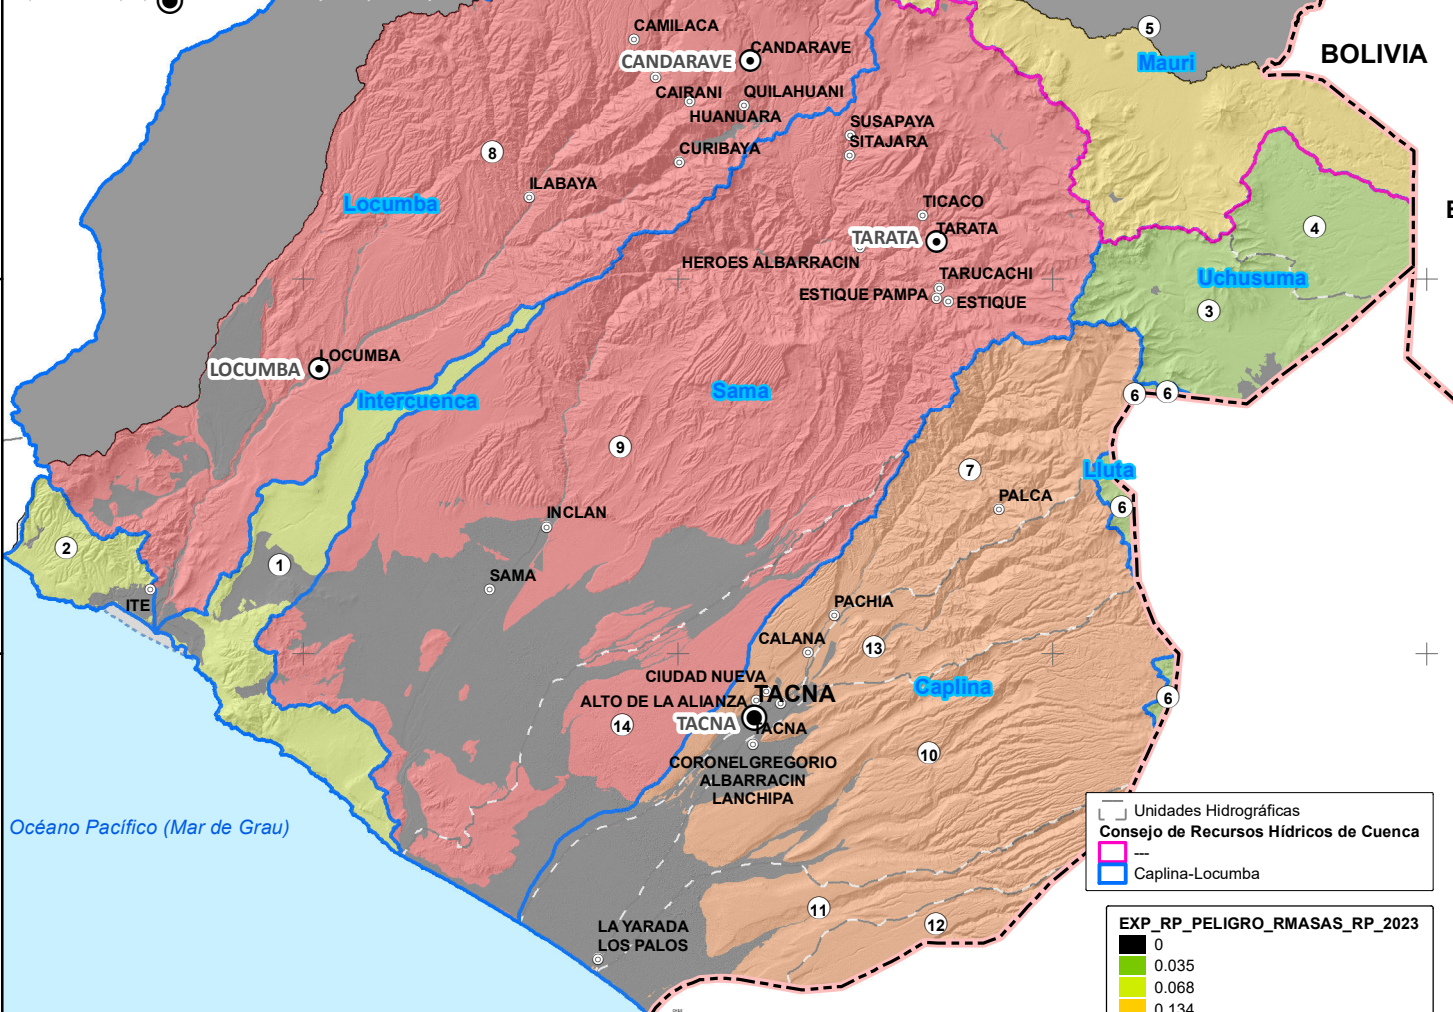 CAMILACA
CANDARAVE
CANDARAVE
CAIRANI
QUILAHUANI
HUANUARA
CURIBAYA
SUSAPAYA
SITAJARA
5
Mauri
BOLIVIA
8
ILABAYA
Locumba
TICACO
TARATA
TARATA
HEROES ALBARRACIN
TARUCACHI
ESTIQUE PAMPA
ESTIQUE
4
Uchusuma
3
LOCUMBA
LOCUMBA
Intercuenca
Sama
6
6
9
7
Lluta
PALCA
6
INCLAN
2
1
SAMA
ITE
PACHIA
CALANA
13
CIUDAD NUEVA
ALTO DE LA ALIANZA
TACNA
TACNA
TACNA
Caplina
6
14
10
CORONEL GREGORIO
ALBARRACIN
LANCHIPA
Océano Pacífico (Mar de Grau)
11
12
LA YARADA
LOS PALOS
Unidades Hidrográficas
Consejo de Recursos Hídricos de Cuenca
---
Caplina-Locumba
EXP_RP_PELIGRO_RMASAS_RP_2023
0
0.035
0.068
0.134